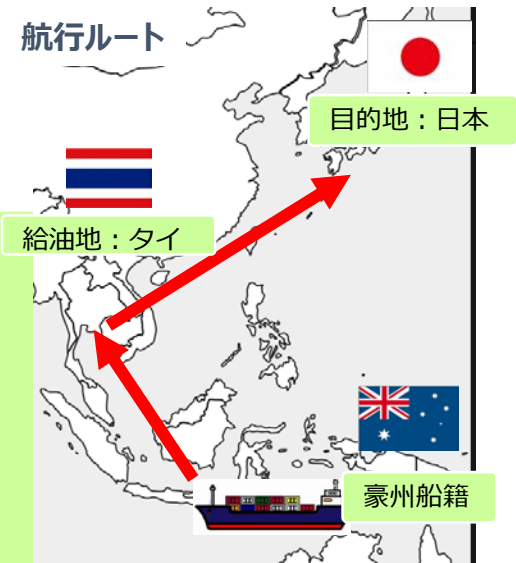 航行ルート
目的地：日本
給油地：タイ
豪州船籍